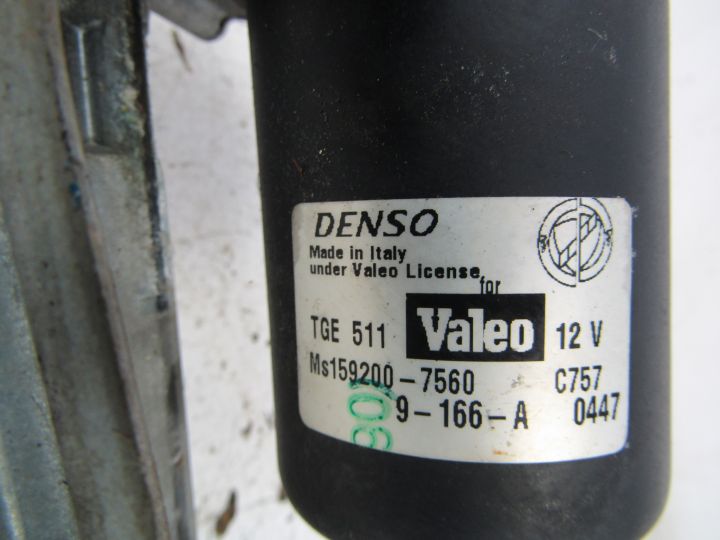 DENSO
Made in Italy
under Valeo License
for
TGE 511 Valeo 12 V
Ms159200-7560 C757
9-166-A 0447